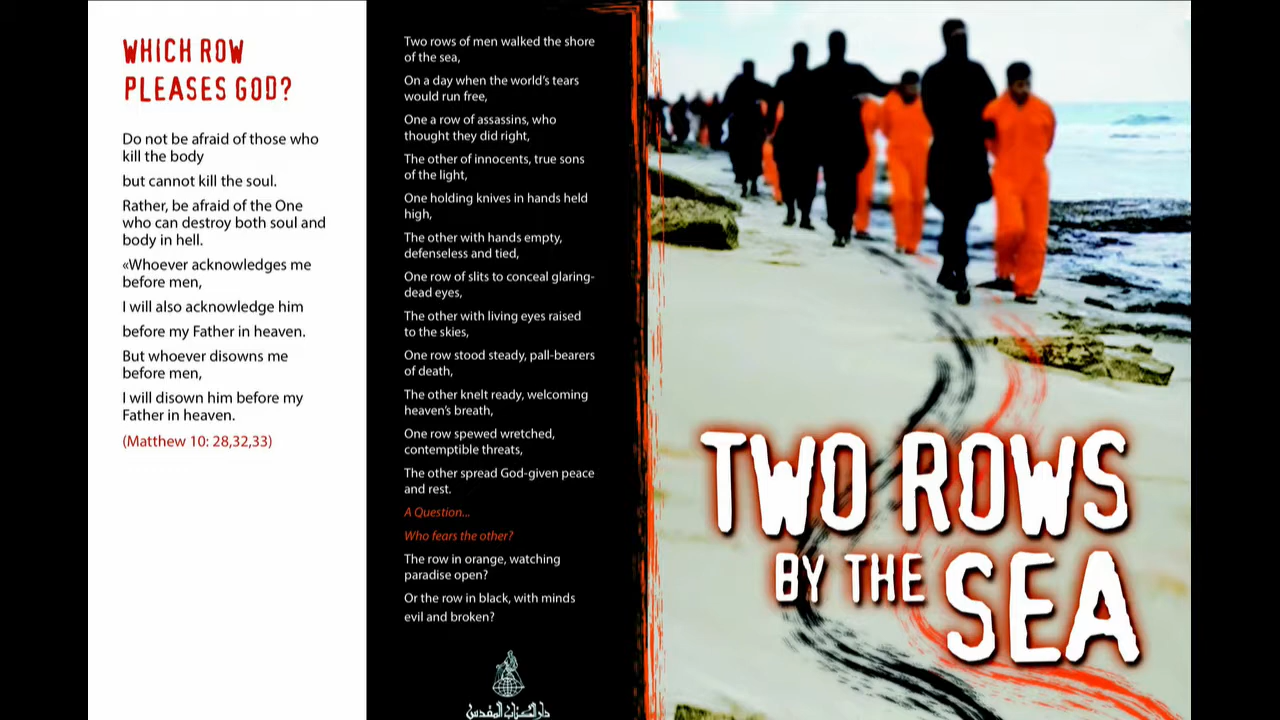 WHICH ROW
PLEASES GOD?
Do not be afraid of those who
kill the body
but cannot kill the soul.
Rather, be afraid of the One
who can destroy both soul and
body in hell.
«Whoever acknowledges me
before men,
I will also acknowledge him
before my Father in heaven.
But whoever disowns me
before men,
I will disown him before my
Father in heaven.
(Matthew 10: 28,32,33)
Two rows of men walked the shore
of the sea,
On a day when the world's tears
would run free,
One a row of assassins, who
thought they did right,
The other of innocents, true sons
of the light,
One holding knives in hands held
high,
The other with hands empty,
defenseless and tied,
One row of slits to conceal glaring-
dead eyes,
The other with living eyes raised
to the skies,
One row stood steady, pall-bearers
of death,
The other knelt ready, welcoming
heaven's breath,
One row spewed wretched,
contemptible threats,
The other spread God-given peace
and rest.
A Question...
Who fears the other?
The row in orange, watching
paradise open?
Or the row in black, with minds
evil and broken?
دار الكتاب المقدس
TWO ROWS
BY THE SEA